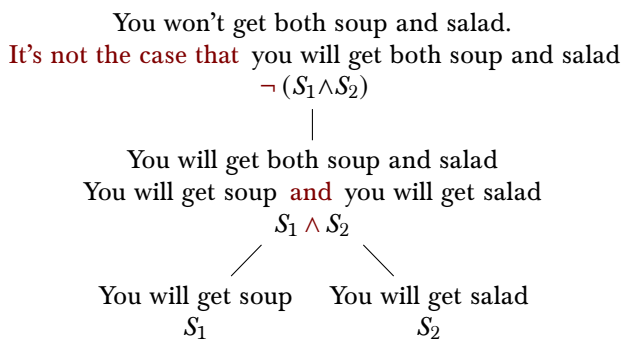 You won’t get both soup and salad.
It's not the case that you will get both soup and salad
¬ (S₁∧S₂)
You will get both soup and salad
You will get soup and you will get salad
S₁ ∧ S₂
You will get soup You will get salad
S₁ S₂